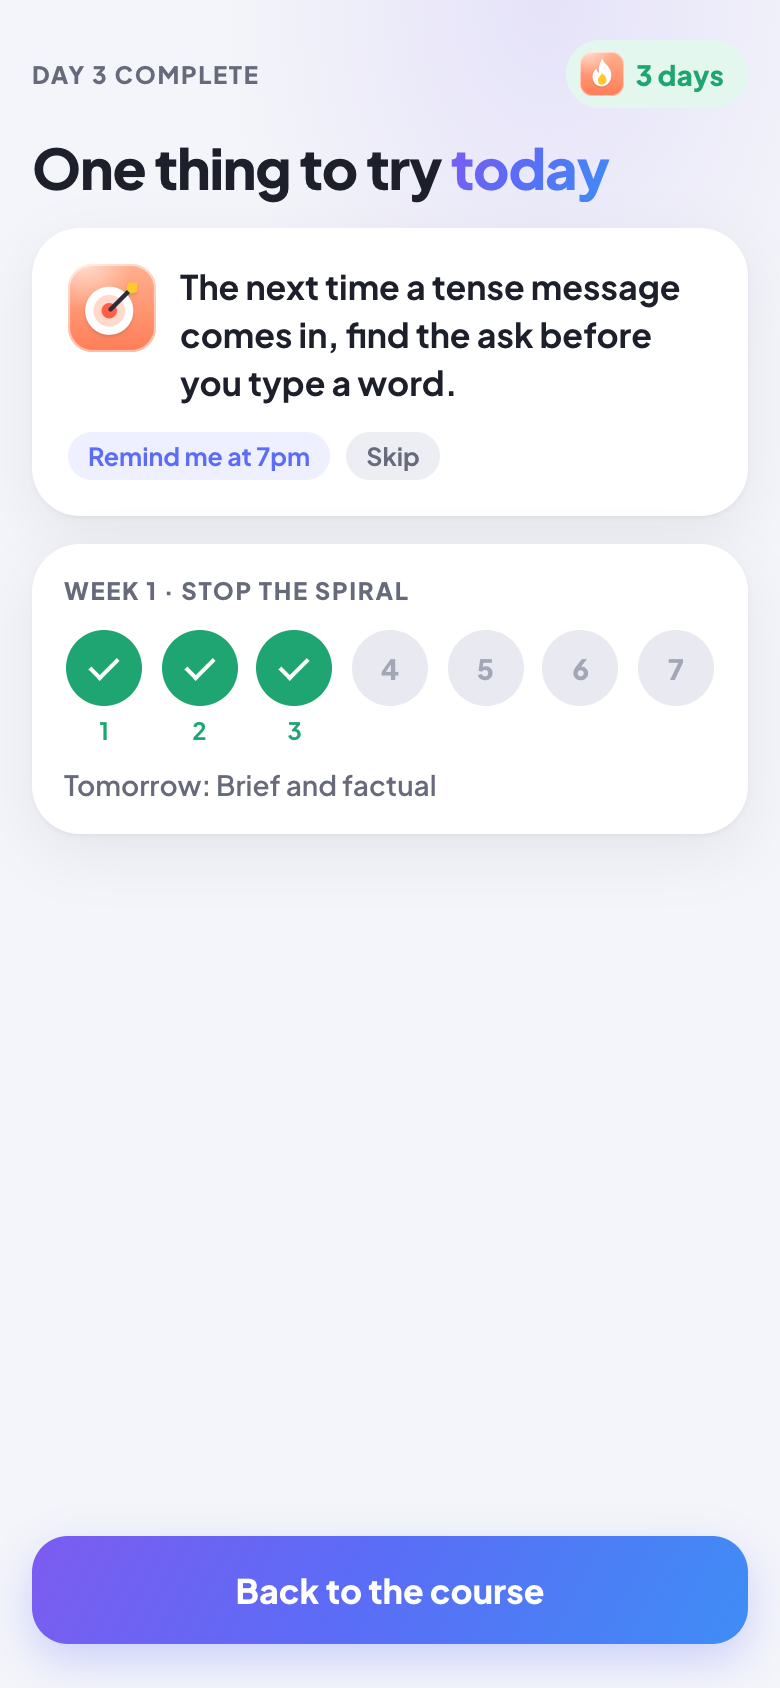 DAY 3 COMPLETE
3 days
One thing to try today
The next time a tense message
comes in, find the ask before
you type a word.
Remind me at 7pm
Skip
WEEK 1 · STOP THE SPIRAL
4 5 6 7
1 2 3
Tomorrow: Brief and factual
Back to the course